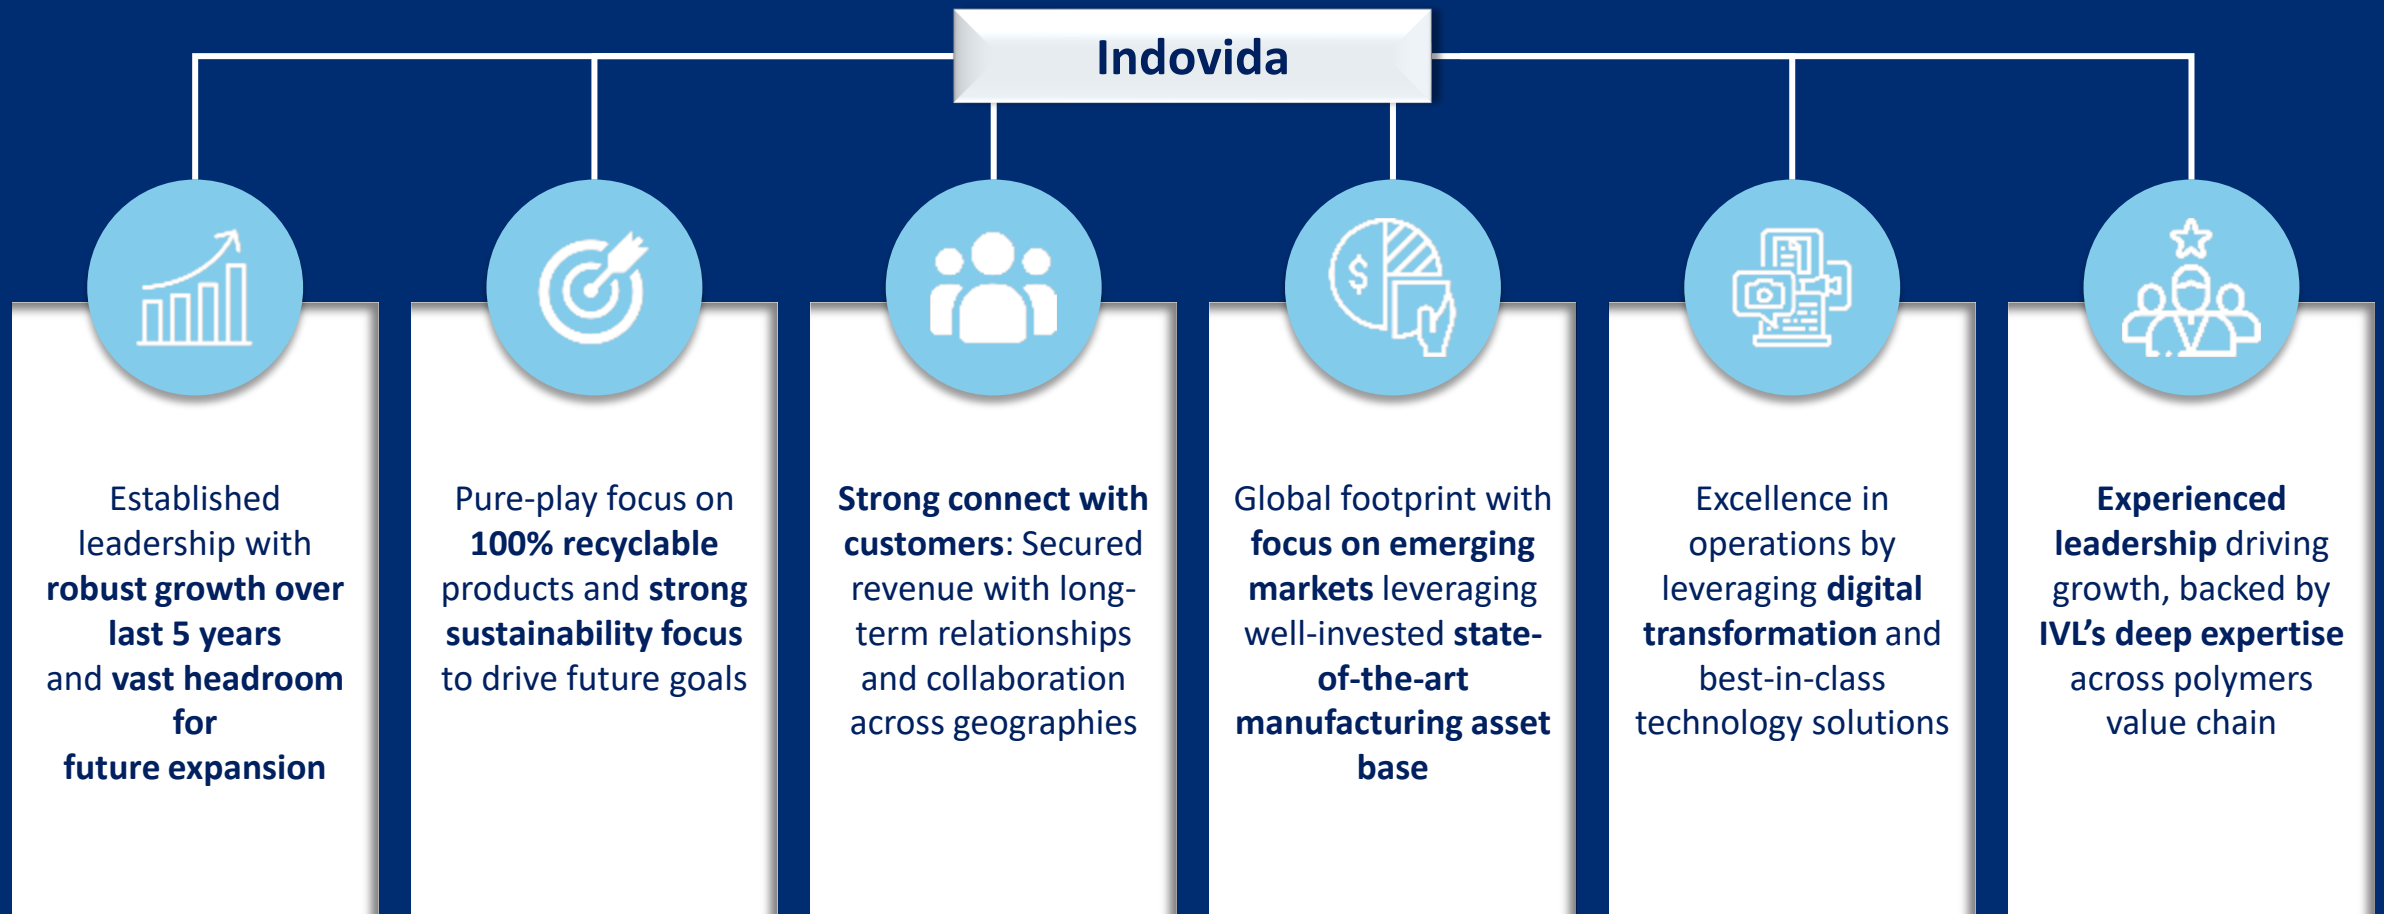 Indovida
Established
leadership with
robust growth over
last 5 years
and vast headroom
for
future expansion
Pure-play focus on
100% recyclable
products and strong
sustainability focus
to drive future goals
Strong connect with
customers: Secured
revenue with long-
term relationships
and collaboration
across geographies
Global footprint with
focus on emerging
markets leveraging
well-invested state-
of-the-art
manufacturing asset
base
Excellence in
operations by
leveraging digital
transformation and
best-in-class
technology solutions
Experienced
leadership driving
growth, backed by
IVL’s deep expertise
across polymers
value chain
$